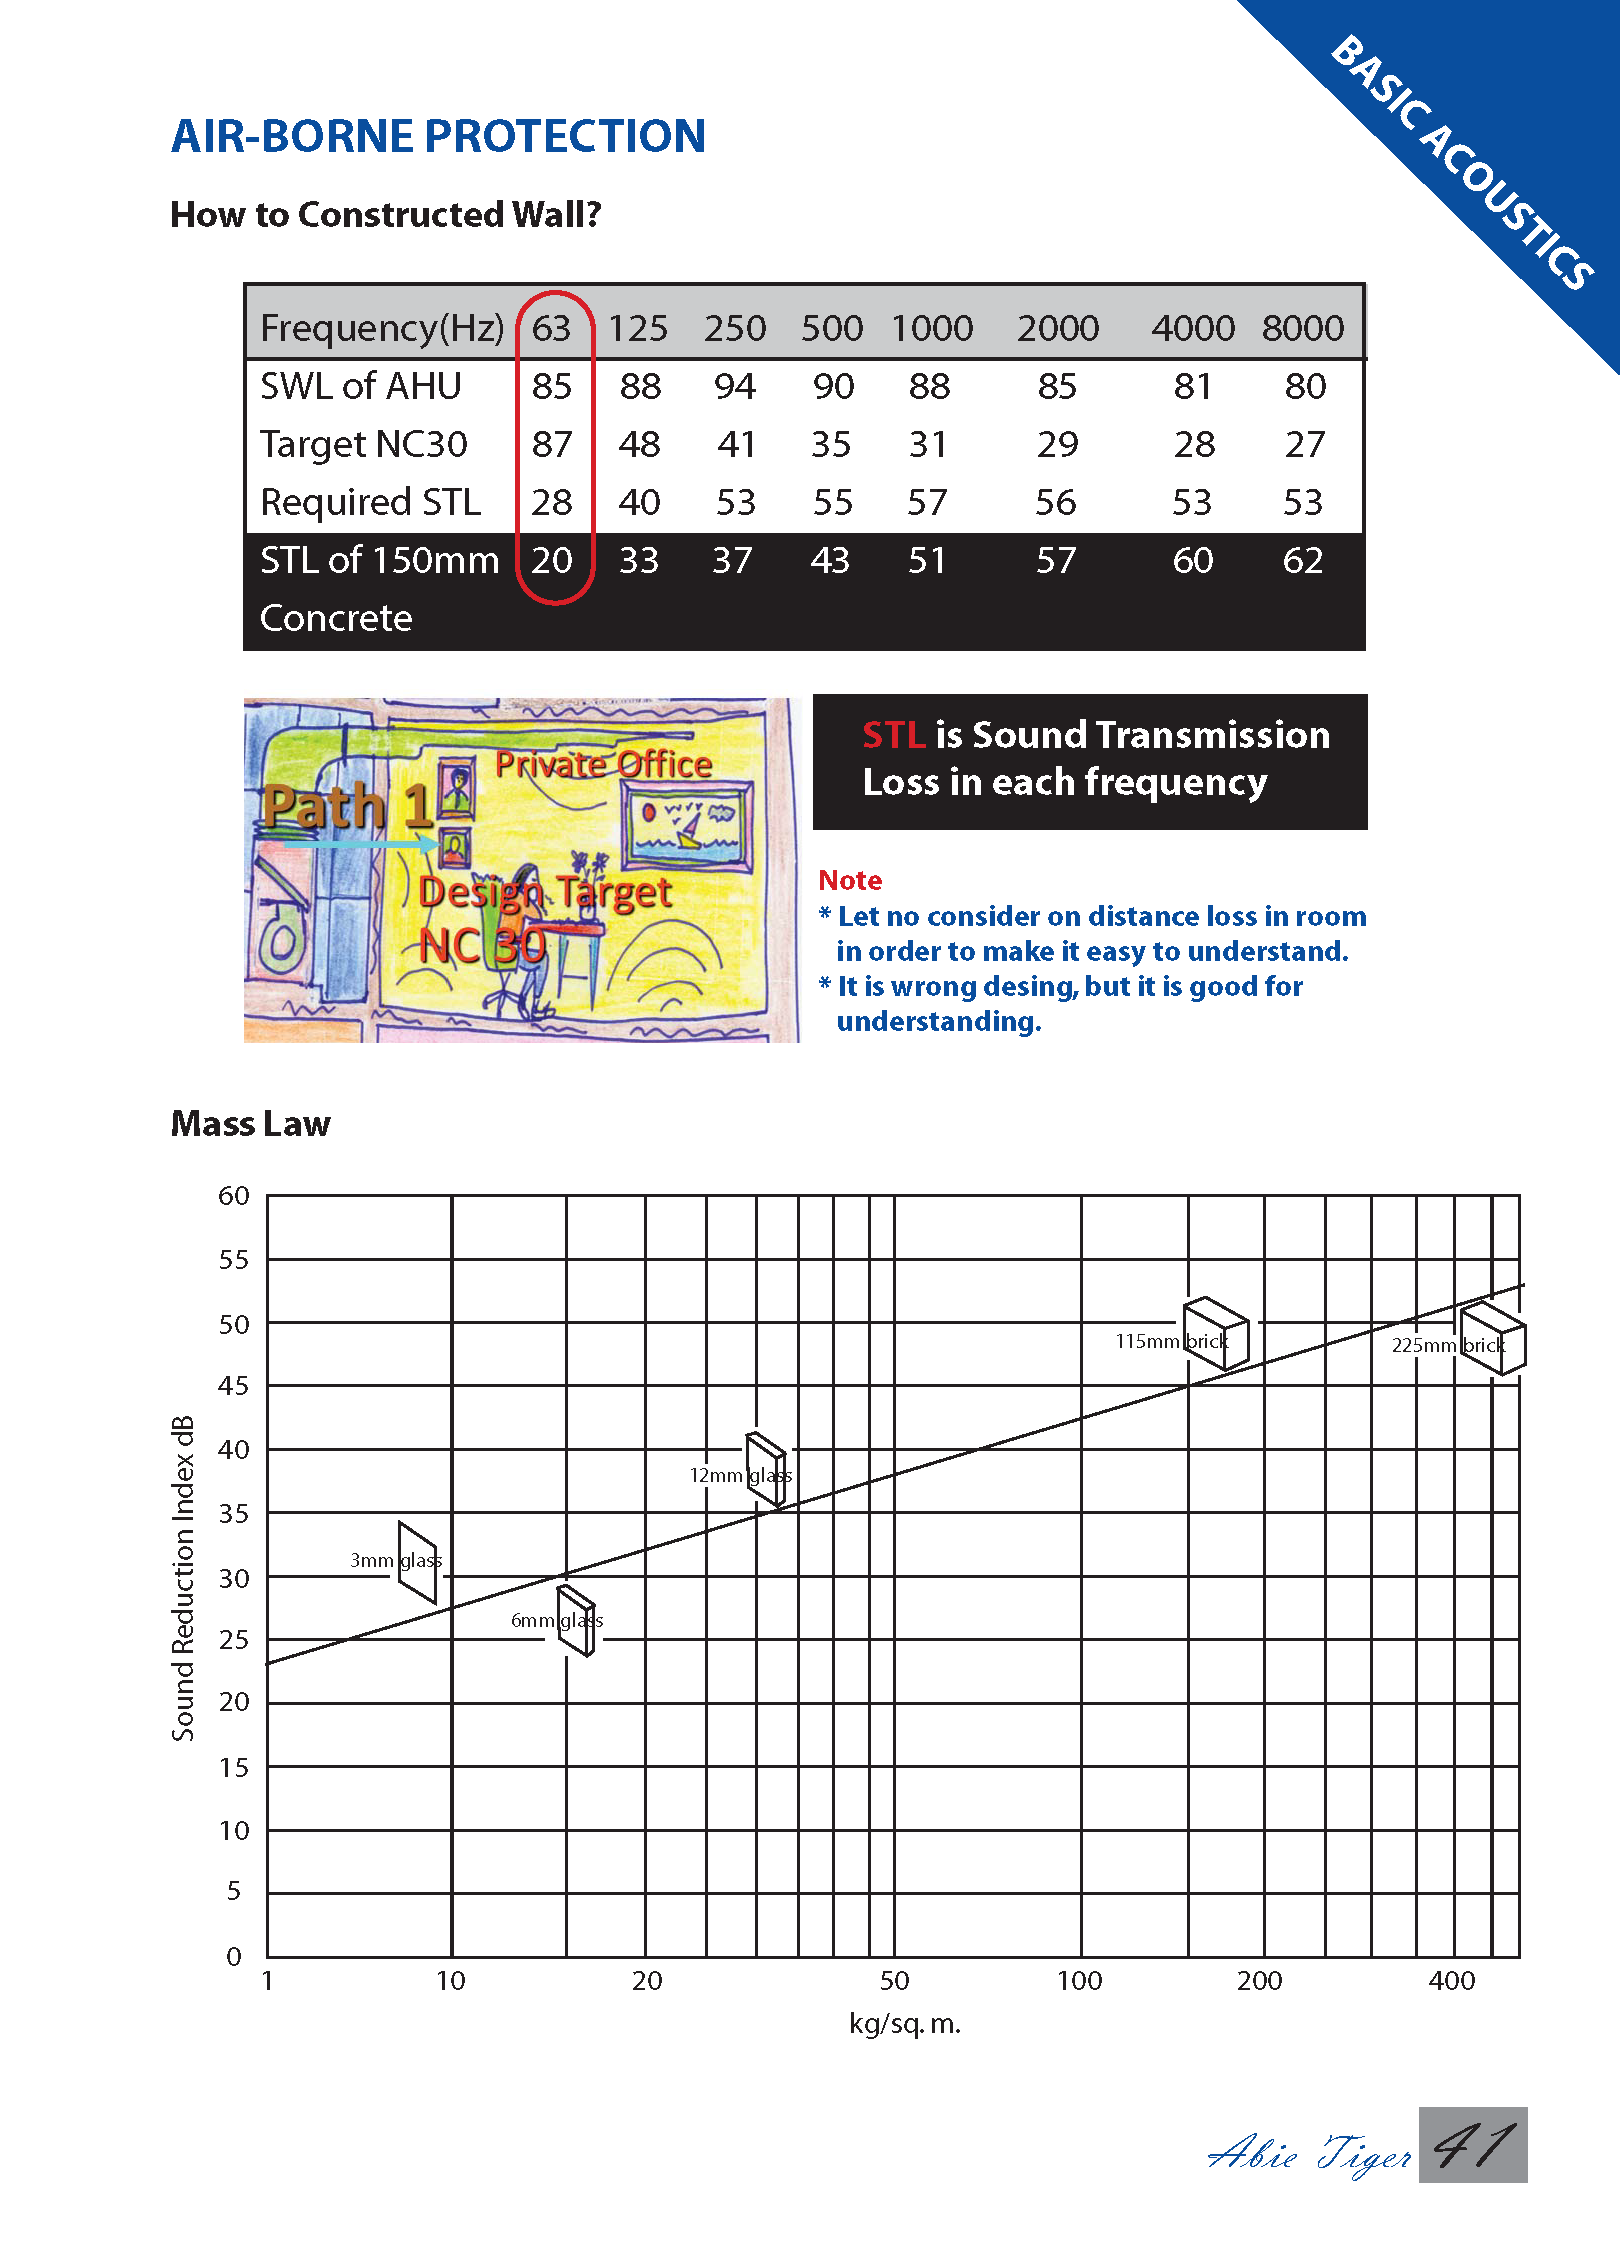 BASIC ACOUSTICS
AIR-BORNE PROTECTION
How to Constructed Wall?
Frequency(Hz) 63 125 250 500 1000 2000 4000 8000
SWL of AHU 85 88 94 90 88 85 81 80
Target NC30 87 48 41 35 31 29 28 27
Required STL 28 40 53 55 57 56 53 53
STL of 150mm 20 33 37 43 51 57 60 62
Concrete
Private Office
Path 1
Design Target
NC 30
STL is Sound Transmission
Loss in each frequency
Note
* Let no consider on distance loss in room
in order to make it easy to understand.
* It is wrong desing, but it is good for
understanding.
Mass Law
60
55
50
45
40
35
30
25
20
15
10
5
0
Sound Reduction Index dB
115mm brick
225mm brick
12mm glass
3mm glass
6mm glass
1 10 20 50 100 200 400
kg/sq. m.
Abie Tiger 41